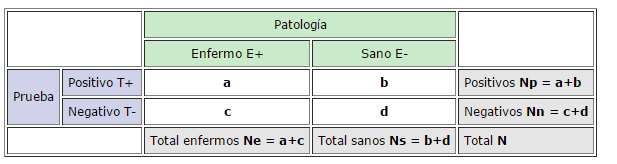 Patología
Enfermo E+ Sano E-
Prueba Positivo T+ a b Positivos Np = a+b
Negativo T- c d Negativos Nn = c+d
Total enfermos Ne = a+c Total sanos Ns = b+d Total N